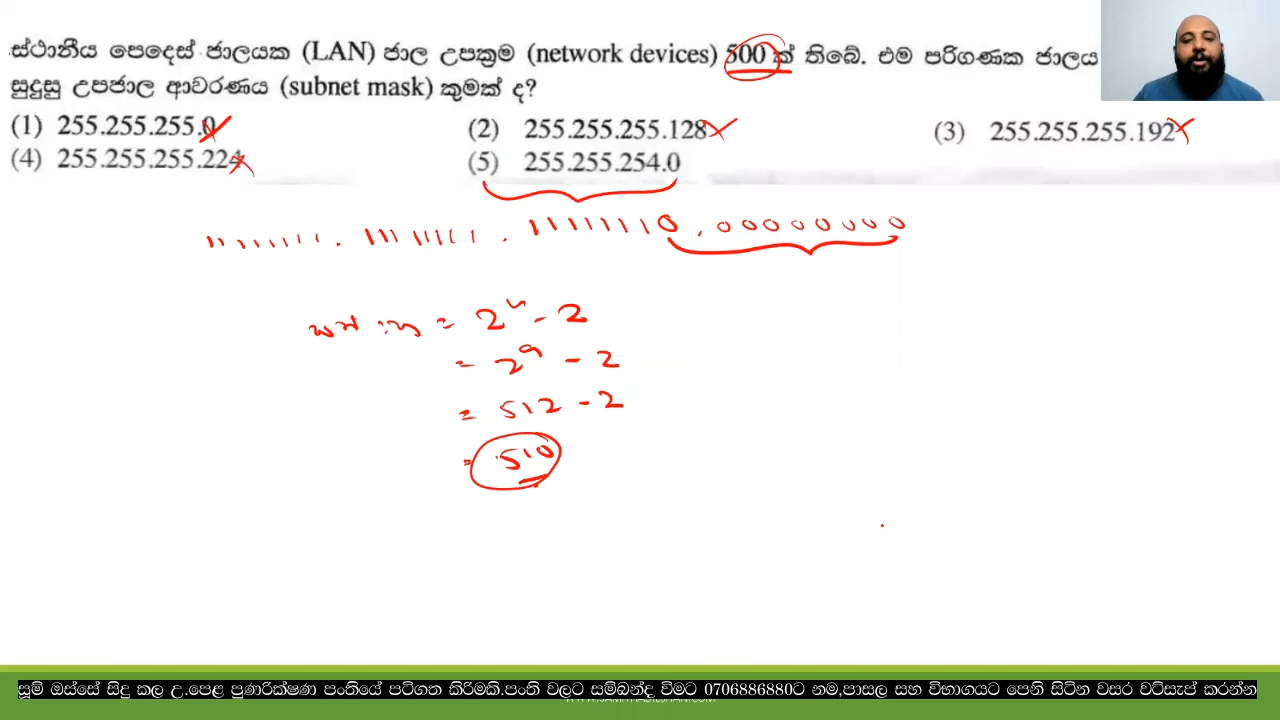 ස්ථානීය පෙදෙස් ජාලයක (LAN) ජාල උපක්‍රම (network devices) 500ක් තිබේ. එම පරිගණක ජාලය
සුදුසු උපජාල ආවරණය (subnet mask) කුමක් ද?
(1) 255.255.255.0 (2) 255.255.255.128 (3) 255.255.255.192
(4) 255.255.255.224 (5) 255.255.254.0
11111111 . 11111111 . 11111110 . 00000000
= 2ⁿ - 2
= 2⁹ - 2
= 512 - 2
= 510
සූම් ඔස්සේ සිදු කල උ.පෙළ පුණරීක්ෂණ පංතියේ පටිගත කිරීමකි.පංති වලට සම්බන්ද වීමට 0706886880ට නම,පාසල සහ විභාගයට පෙනී සිටින වසර වට්සැප් කරන්න